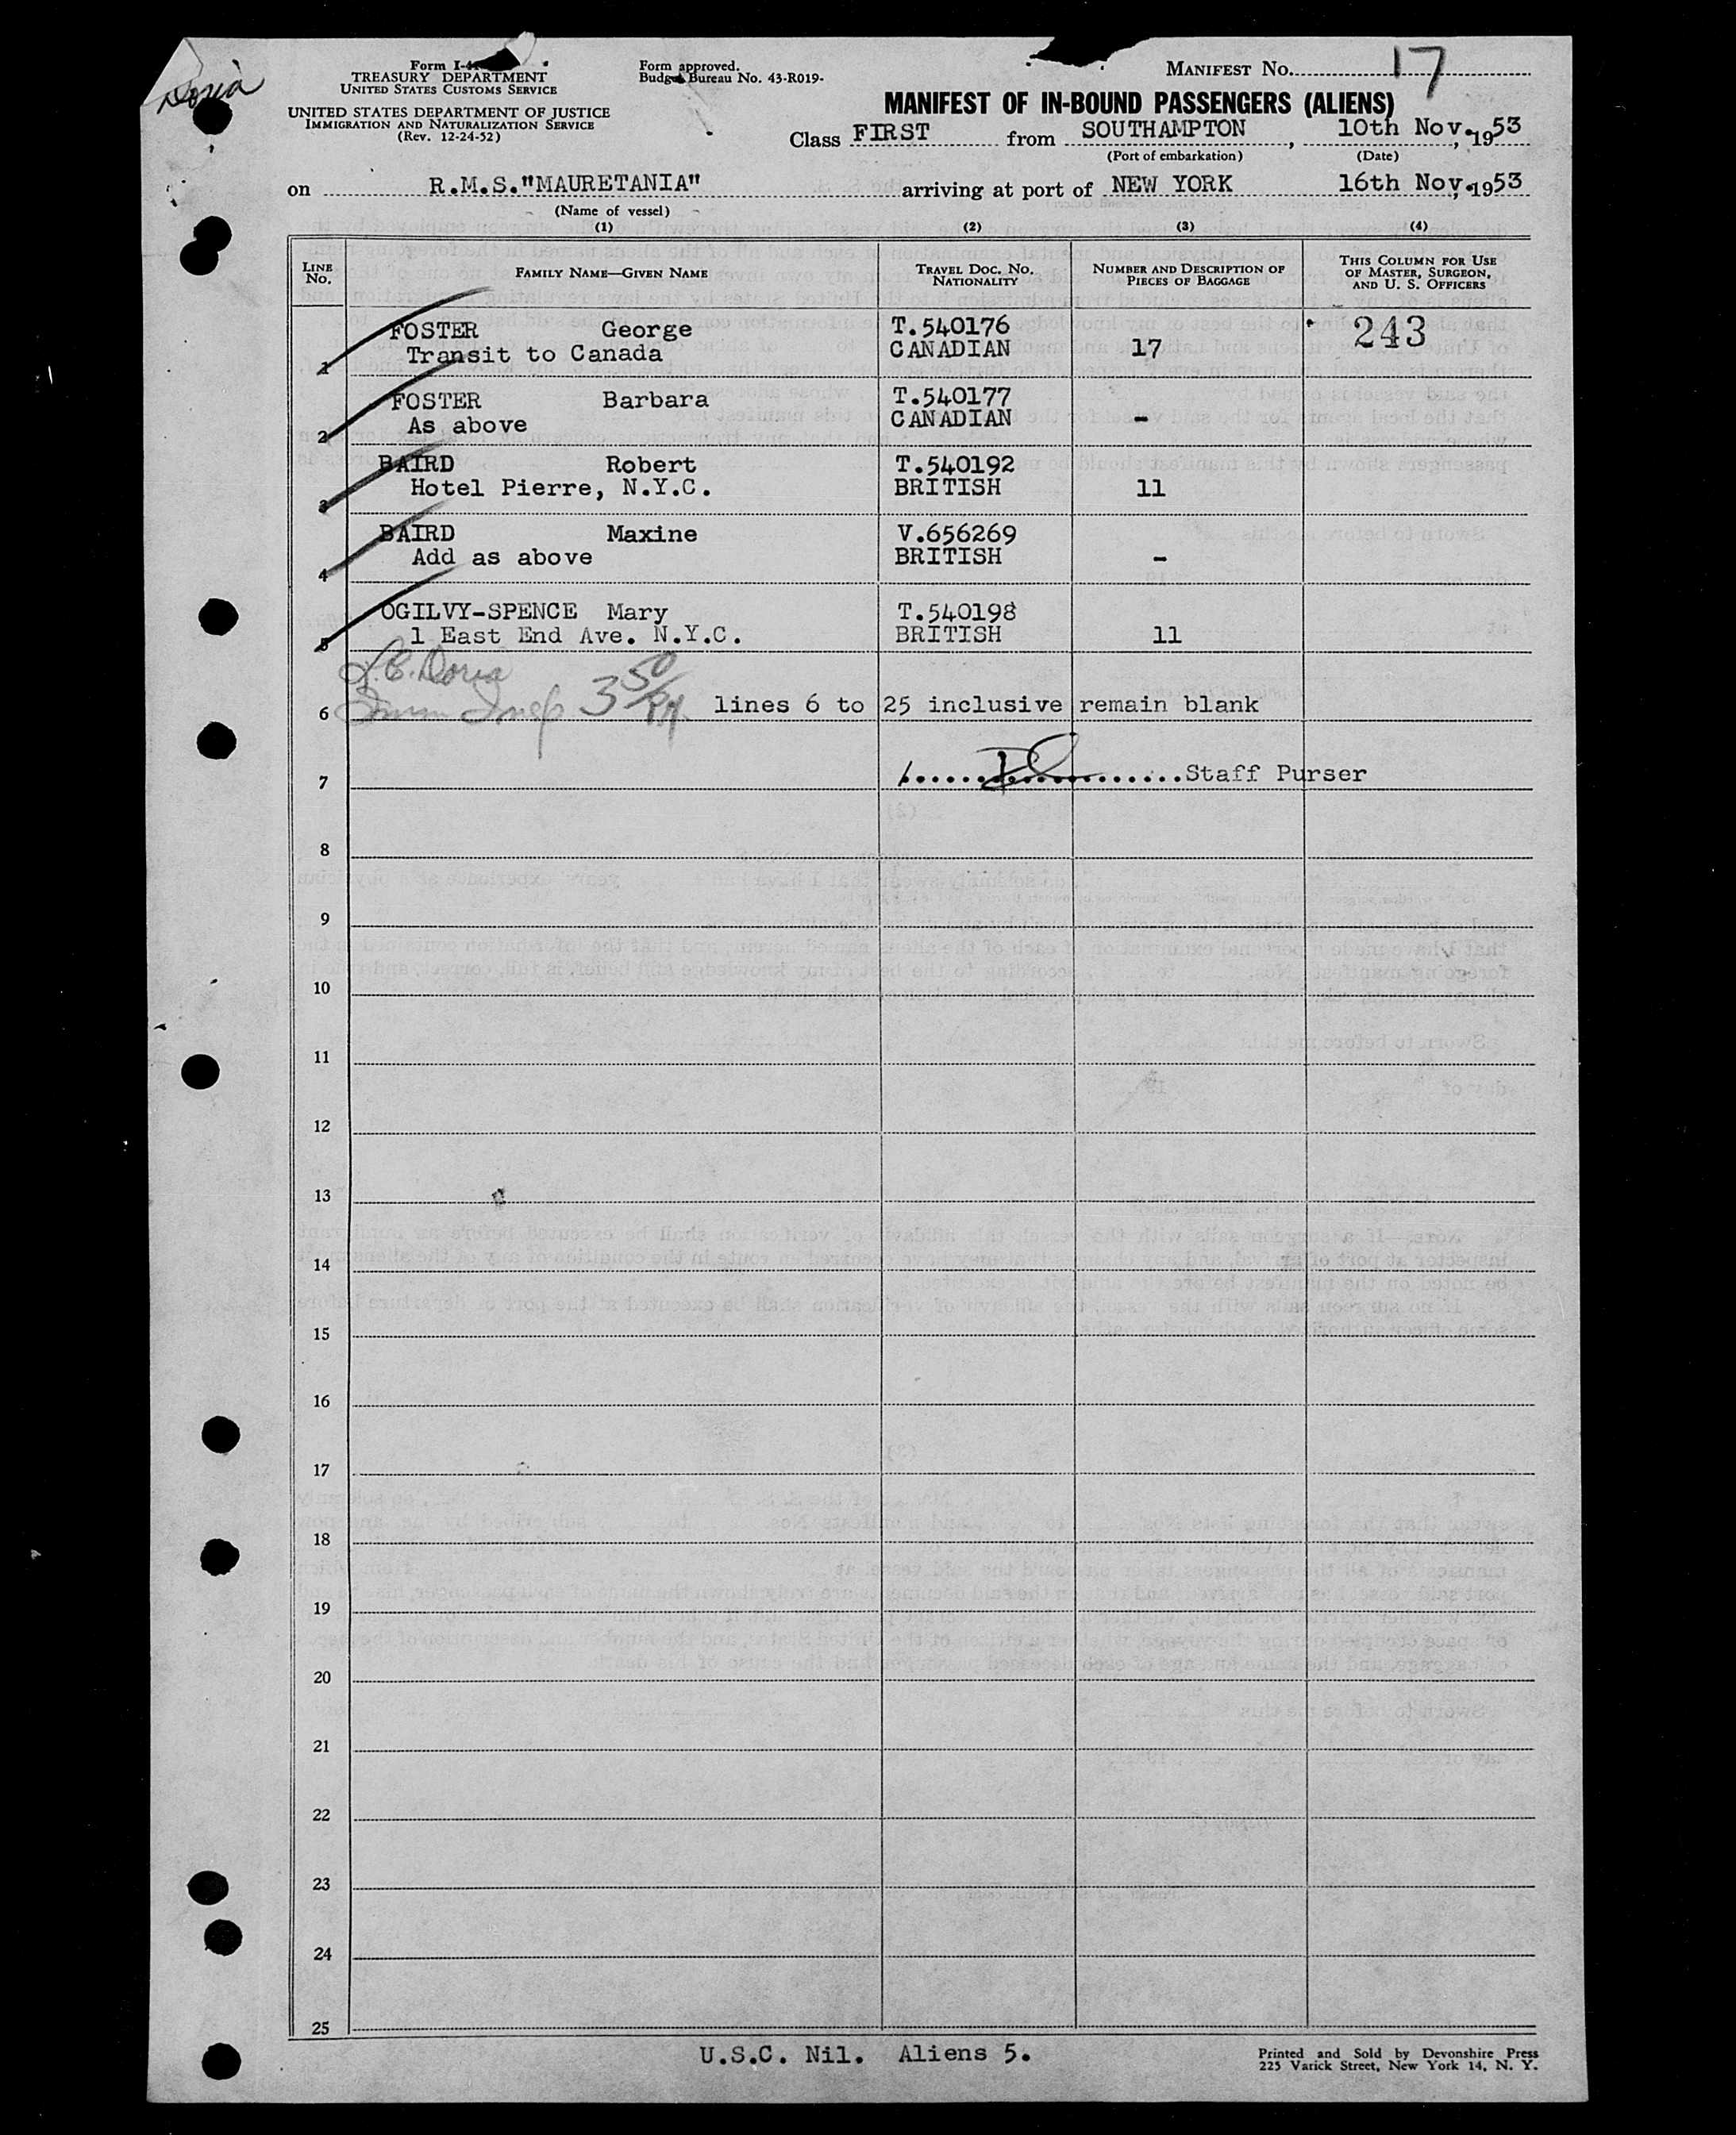 Doria
Form I-4
TREASURY DEPARTMENT
UNITED STATES CUSTOMS SERVICE
UNITED STATES DEPARTMENT OF JUSTICE
IMMIGRATION AND NATURALIZATION SERVICE
(Rev. 12-24-52)
Form approved.
Budget Bureau No. 43-R019-
MANIFEST NO. 17
MANIFEST OF IN-BOUND PASSENGERS (ALIENS)
Class FIRST from SOUTHAMPTON, 10th Nov., 1953
(Port of embarkation) (Date)
on R.M.S."MAURETANIA" arriving at port of NEW YORK 16th Nov., 1953
(Name of vessel)
(1) (2) (3) (4)
LINE No. FAMILY NAME—GIVEN NAME TRAVEL DOC. NO. NATIONALITY NUMBER AND DESCRIPTION OF PIECES OF BAGGAGE THIS COLUMN FOR USE OF MASTER, SURGEON, AND U. S. OFFICERS
FOSTER George T.540176 243
1 Transit to Canada CANADIAN 17
FOSTER Barbara T.540177
2 As above CANADIAN -
BAIRD Robert T.540192
3 Hotel Pierre, N.Y.C. BRITISH 11
BAIRD Maxine V.656269
4 Add as above BRITISH -
OGILVY-SPENCE Mary T.540198
5 1 East End Ave. N.Y.C. BRITISH 11
Doria
6 Imm Insp 3 50 lines 6 to 25 inclusive remain blank
7 Staff Purser
8
9
10
11
12
13
14
15
16
17
18
19
20
21
22
23
24
25
U.S.C. Nil. Aliens 5.
Printed and Sold by Devonshire Press
225 Varick Street, New York 14, N. Y.